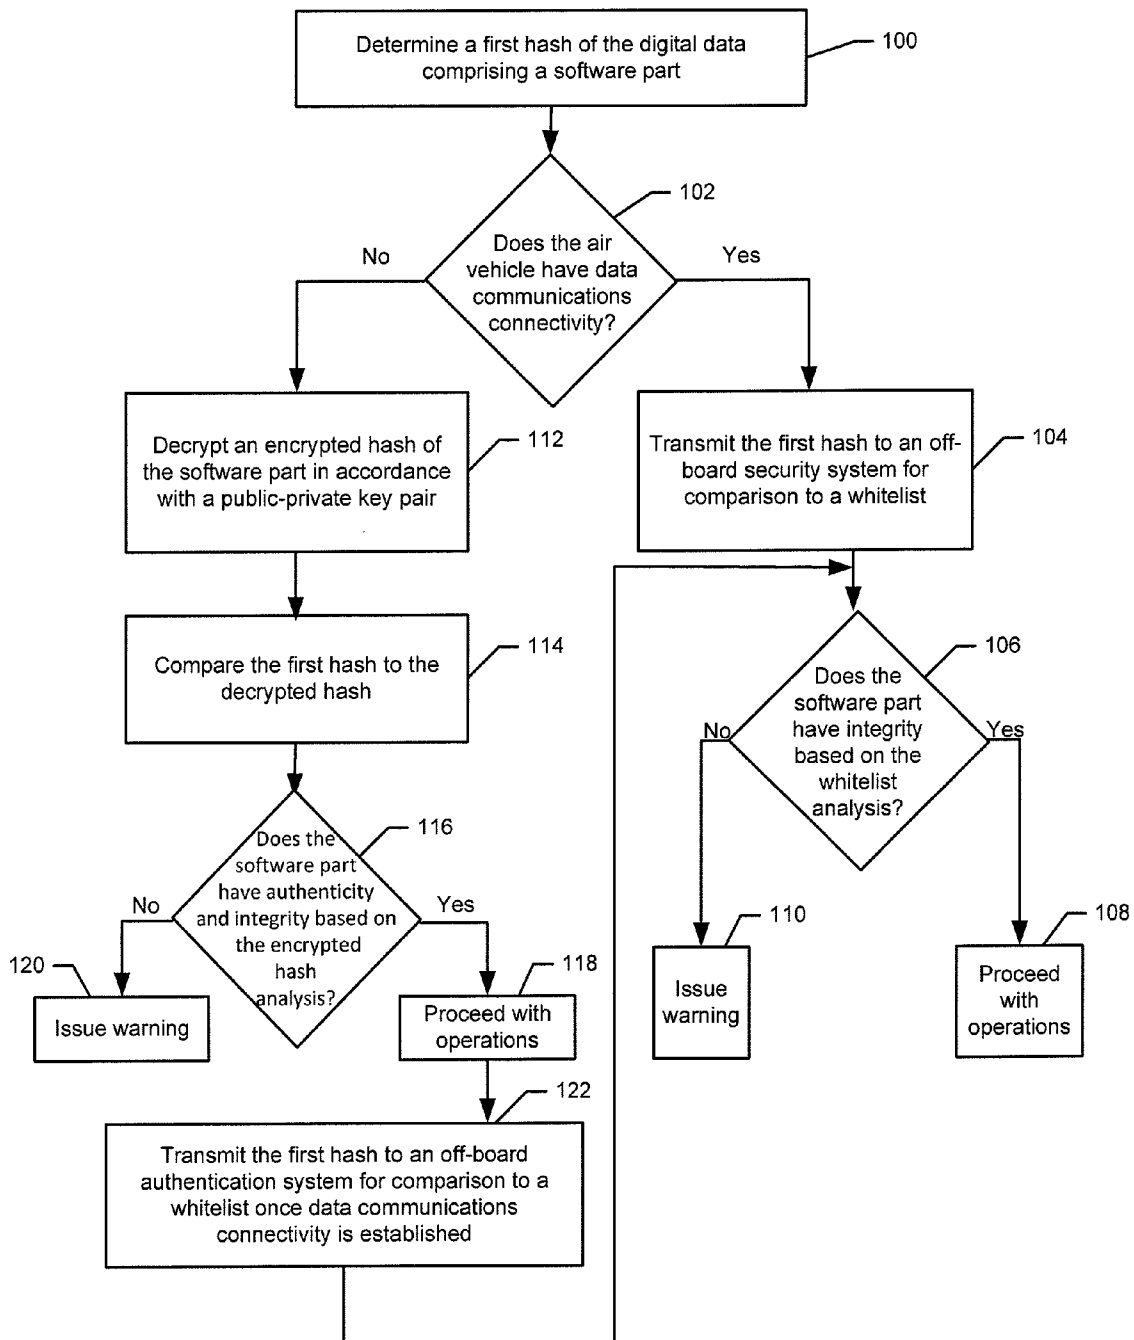 Determine a first hash of the digital data
comprising a software part
100
102
Does the air
vehicle have data
communications
connectivity?
No
Yes
Decrypt an encrypted hash of
the software part in accordance
with a public-private key pair
112
Transmit the first hash to an off-
board security system for
comparison to a whitelist
104
Compare the first hash to the
decrypted hash
114
106
Does the
software part
have integrity
based on the
whitelist
analysis?
No
Yes
116
Does the
software part
have authenticity
and integrity based on
the encrypted
hash
analysis?
No
Yes
110
Issue
warning
108
Proceed
with
operations
120
Issue warning
118
Proceed with
operations
122
Transmit the first hash to an off-board
authentication system for comparison to a
whitelist once data communications
connectivity is established